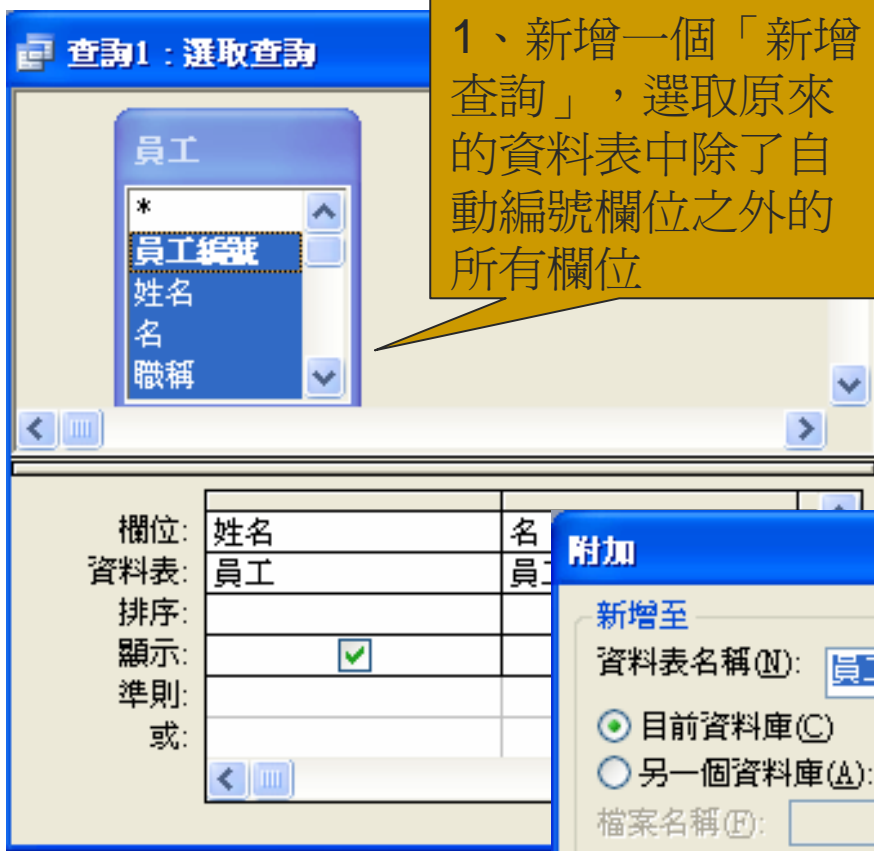 查詢1 : 選取查詢
1、新增一個「新增
查詢」，選取原來
的資料表中除了自
動編號欄位之外的
所有欄位
員工
*
員工編號
姓名
名
職稱
欄位: 姓名 名
資料表: 員工
排序:
顯示:
準則:
或:
附加
新增至
資料表名稱(N):
目前資料庫(C)
另一個資料庫(A):
檔案名稱(F):